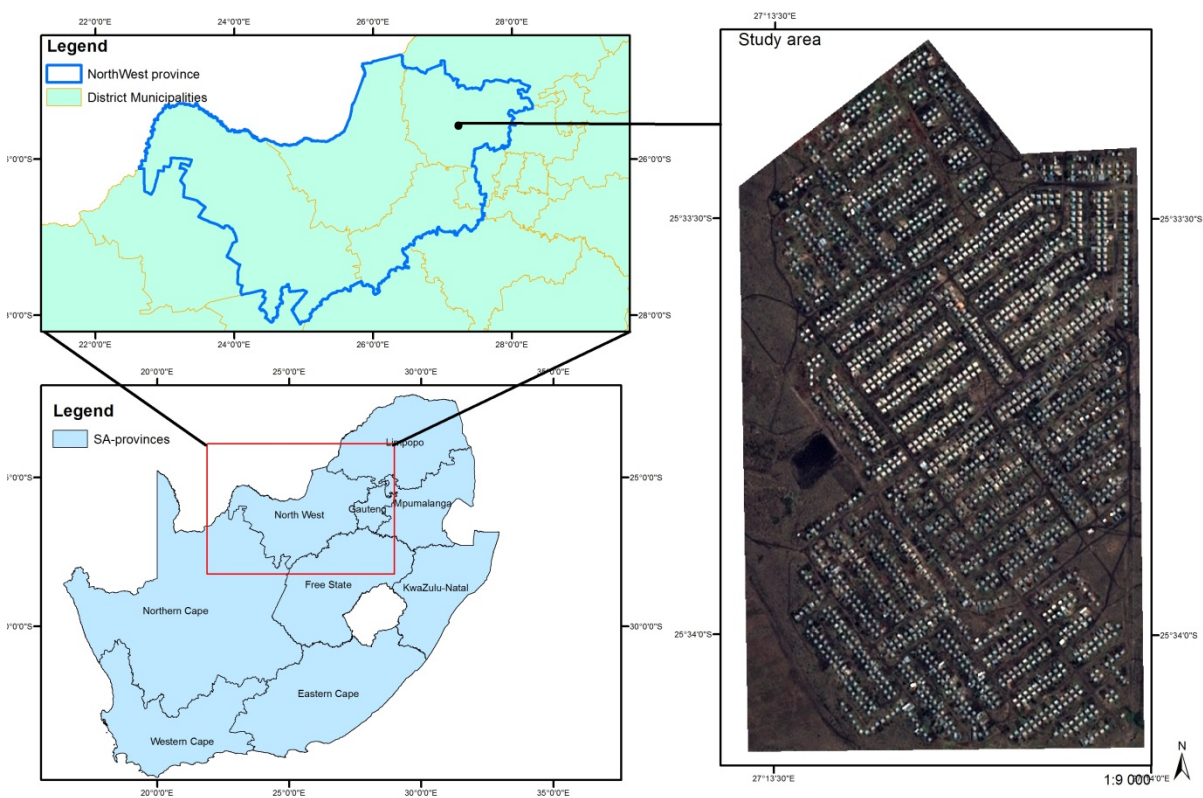 22°0'0"E 24°0'0"E 26°0'0"E 28°0'0"E
Legend
NorthWest province
District Municipalities
26°0'0"S
28°0'0"S
22°0'0"E 24°0'0"E 26°0'0"E 28°0'0"E
20°0'0"E 25°0'0"E 30°0'0"E
Legend
SA-provinces
Limpopo
North West
Gauteng
Mpumalanga
Free State
KwaZulu-Natal
Northern Cape
Eastern Cape
Western Cape
5°0'0"S
0°0'0"S
25°0'0"S
30°0'0"S
20°0'0"E 25°0'0"E 30°0'0"E 35°0'0"E
27°13'30"E
Study area
25°33'30"S 25°33'30"S
25°34'0"S 25°34'0"S
27°13'30"E
1:9 000
N